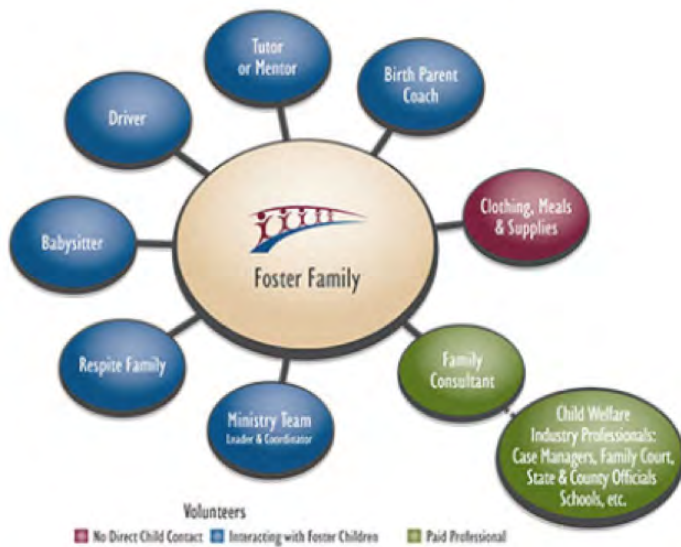 Tutor
or Mentor
Birth Parent
Coach
Driver
Clothing, Meals
& Supplies
Babysitter
Foster Family
Respite Family
Family
Consultant
Ministry Team
Leader & Coordinator
Child Welfare
Industry Professionals:
Case Managers, Family Court,
State & County Officials
Schools, etc.
Volunteers
No Direct Child Contact
Interacting with Foster Children
Paid Professional